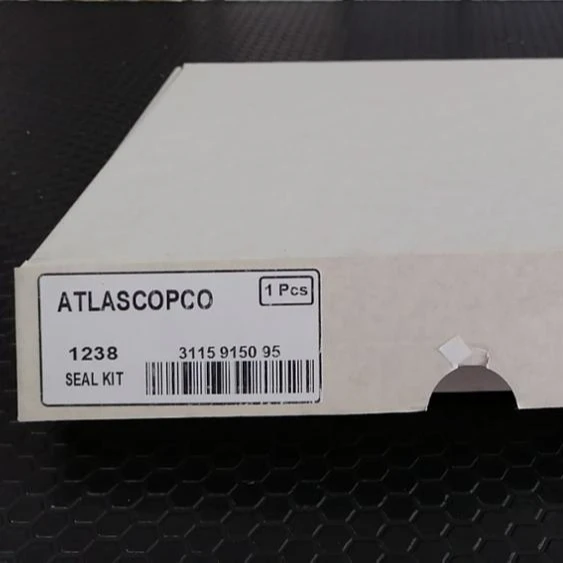 ATLASCOPCO
1 Pcs
1238
3115 9150 95
SEAL KIT